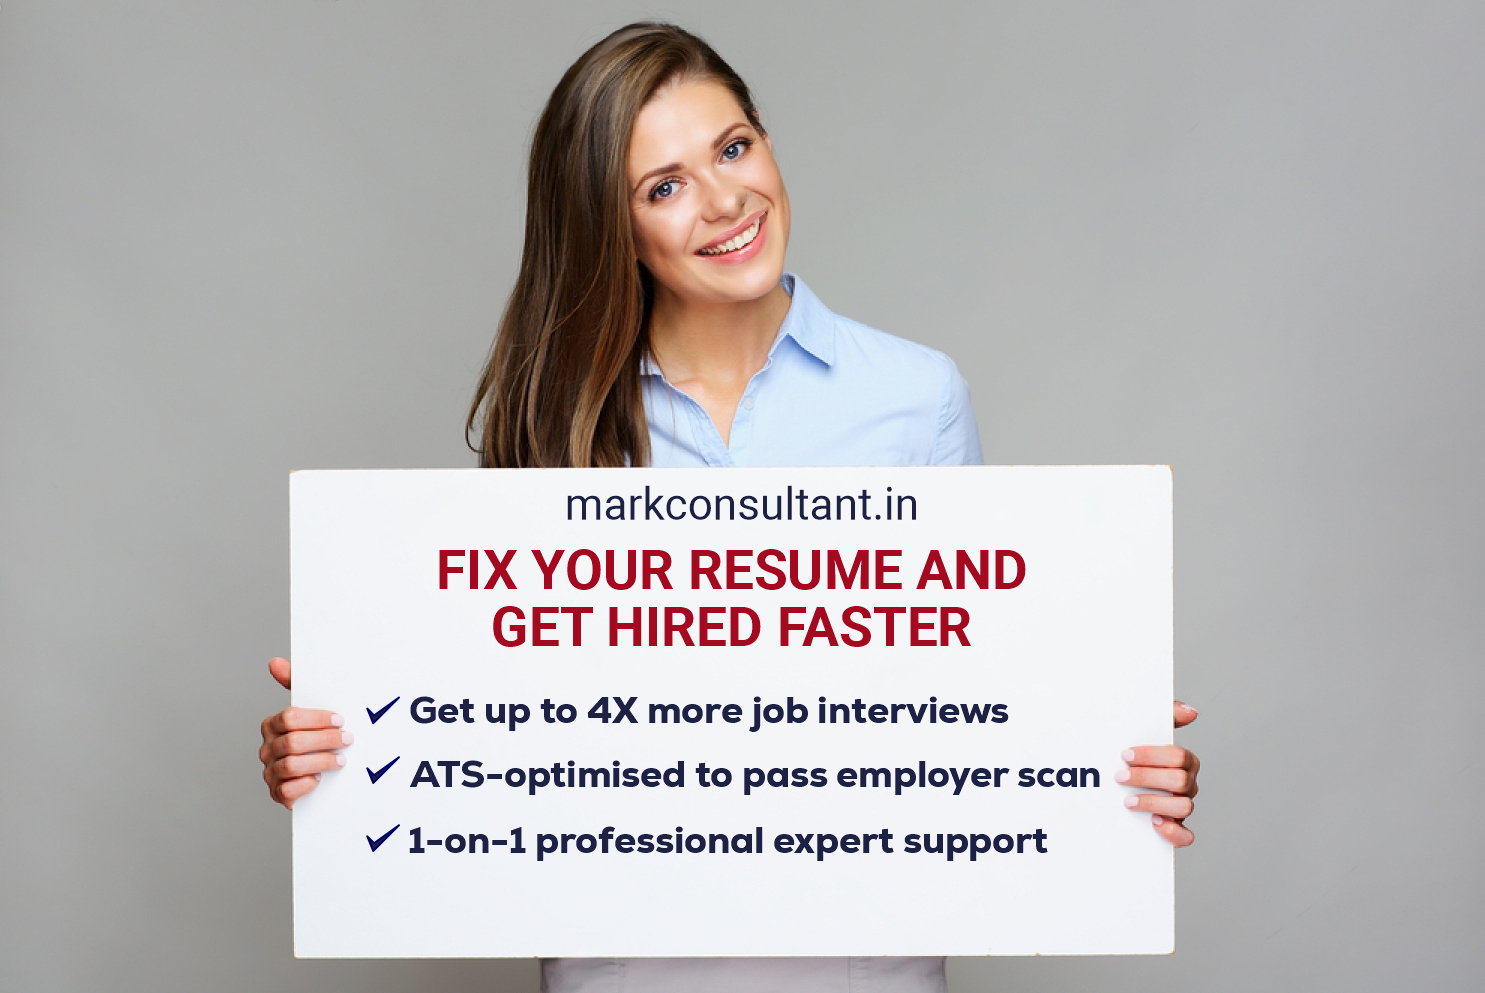 markconsultant.in
FIX YOUR RESUME AND
GET HIRED FASTER
Get up to 4X more job interviews
ATS-optimised to pass employer scan
1-on-1 professional expert support